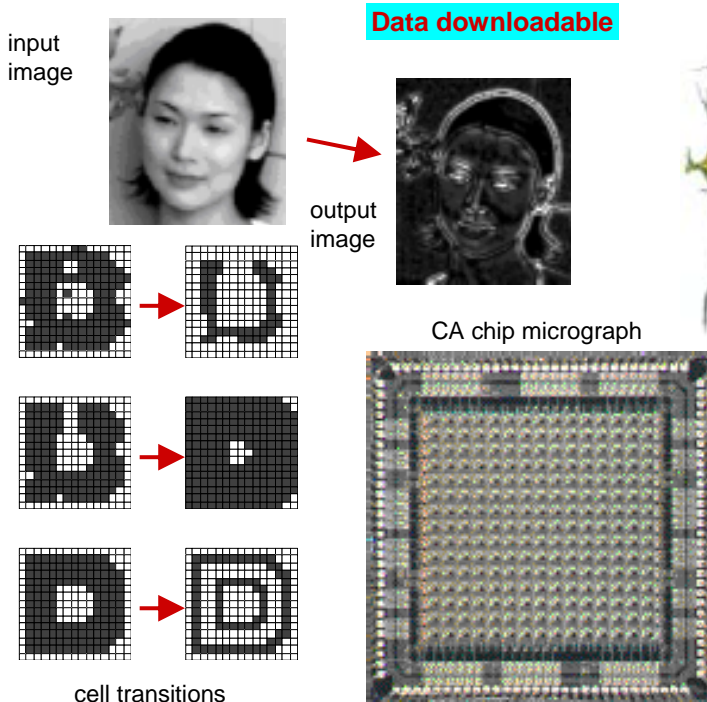 Data downloadable
input
image
output
image
CA chip micrograph
cell transitions